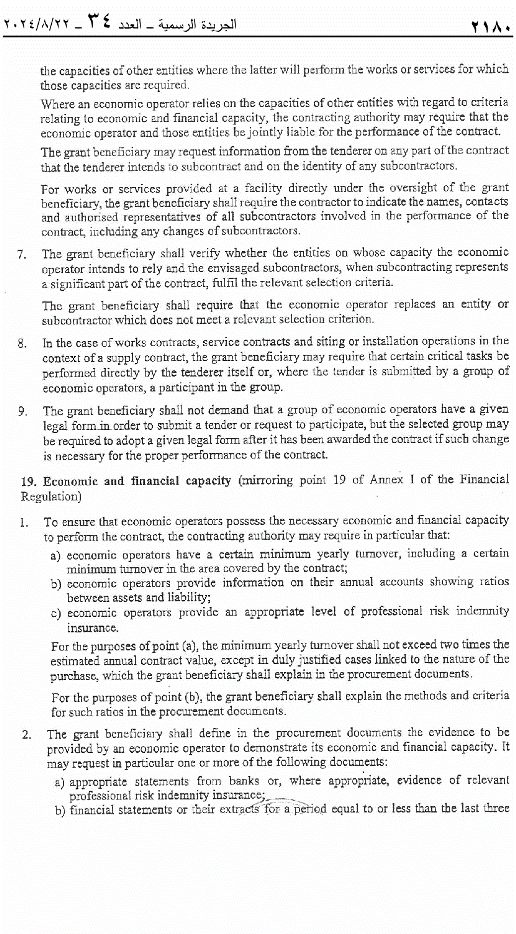 ٢١٨٠ الجريدة الرسمية ـ العدد ٣٤ ـ ٢٠٢٤/٨/٢٢
the capacities of other entities where the latter will perform the works or services for which
those capacities are required.
Where an economic operator relies on the capacities of other entities with regard to criteria
relating to economic and financial capacity, the contracting authority may require that the
economic operator and those entities be jointly liable for the performance of the contract.
The grant beneficiary may request information from the tenderer on any part of the contract
that the tenderer intends to subcontract and on the identity of any subcontractors.
For works or services provided at a facility directly under the oversight of the grant
beneficiary, the grant beneficiary shall require the contractor to indicate the names, contacts
and authorised representatives of all subcontractors involved in the performance of the
contract, including any changes of subcontractors.
7. The grant beneficiary shall verify whether the entities on whose capacity the economic
operator intends to rely and the envisaged subcontractors, when subcontracting represents
a significant part of the contract, fulfil the relevant selection criteria.
The grant beneficiary shall require that the economic operator replaces an entity or
subcontractor which does not meet a relevant selection criterion.
8. In the case of works contracts, service contracts and siting or installation operations in the
context of a supply contract, the grant beneficiary may require that certain critical tasks be
performed directly by the tenderer itself or, where the tender is submitted by a group of
economic operators, a participant in the group.
9. The grant beneficiary shall not demand that a group of economic operators have a given
legal form in order to submit a tender or request to participate, but the selected group may
be required to adopt a given legal form after it has been awarded the contract if such change
is necessary for the proper performance of the contract.
19. Economic and financial capacity (mirroring point 19 of Annex I of the Financial
Regulation)
1. To ensure that economic operators possess the necessary economic and financial capacity
to perform the contract, the contracting authority may require in particular that:
a) economic operators have a certain minimum yearly turnover, including a certain
minimum turnover in the area covered by the contract;
b) economic operators provide information on their annual accounts showing ratios
between assets and liability;
c) economic operators provide an appropriate level of professional risk indemnity
insurance.
For the purposes of point (a), the minimum yearly turnover shall not exceed two times the
estimated annual contract value, except in duly justified cases linked to the nature of the
purchase, which the grant beneficiary shall explain in the procurement documents.
For the purposes of point (b), the grant beneficiary shall explain the methods and criteria
for such ratios in the procurement documents.
2. The grant beneficiary shall define in the procurement documents the evidence to be
provided by an economic operator to demonstrate its economic and financial capacity. It
may request in particular one or more of the following documents:
a) appropriate statements from banks or, where appropriate, evidence of relevant
professional risk indemnity insurance;
b) financial statements or their extracts for a period equal to or less than the last three